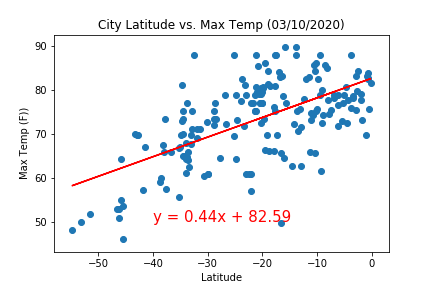 City Latitude vs. Max Temp (03/10/2020)
90
80
70
60
50
Max Temp (F))
y = 0.44x + 82.59
−50 −40 −30 −20 −10 0
Latitude